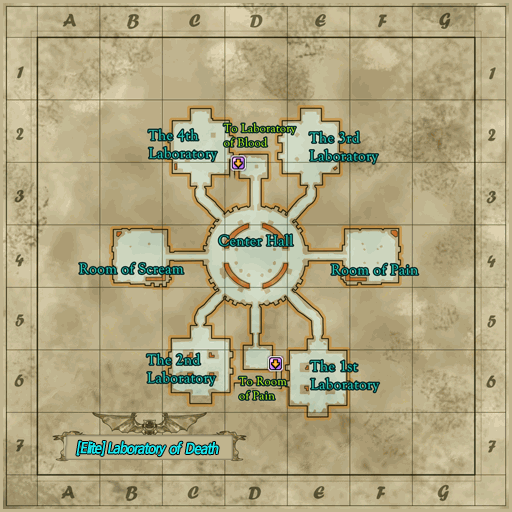 A B C D E F G
1 1
2 2
The 4th
Laboratory
To Laboratory
of Blood
The 3rd
Laboratory
3 3
Center Hall
4 4
Room of Scream
Room of Pain
5 5
The 2nd
Laboratory
To Room
of Pain
The 1st
Laboratory
6 6
[Elite] Laboratory of Death
7 7
A B C D E F G